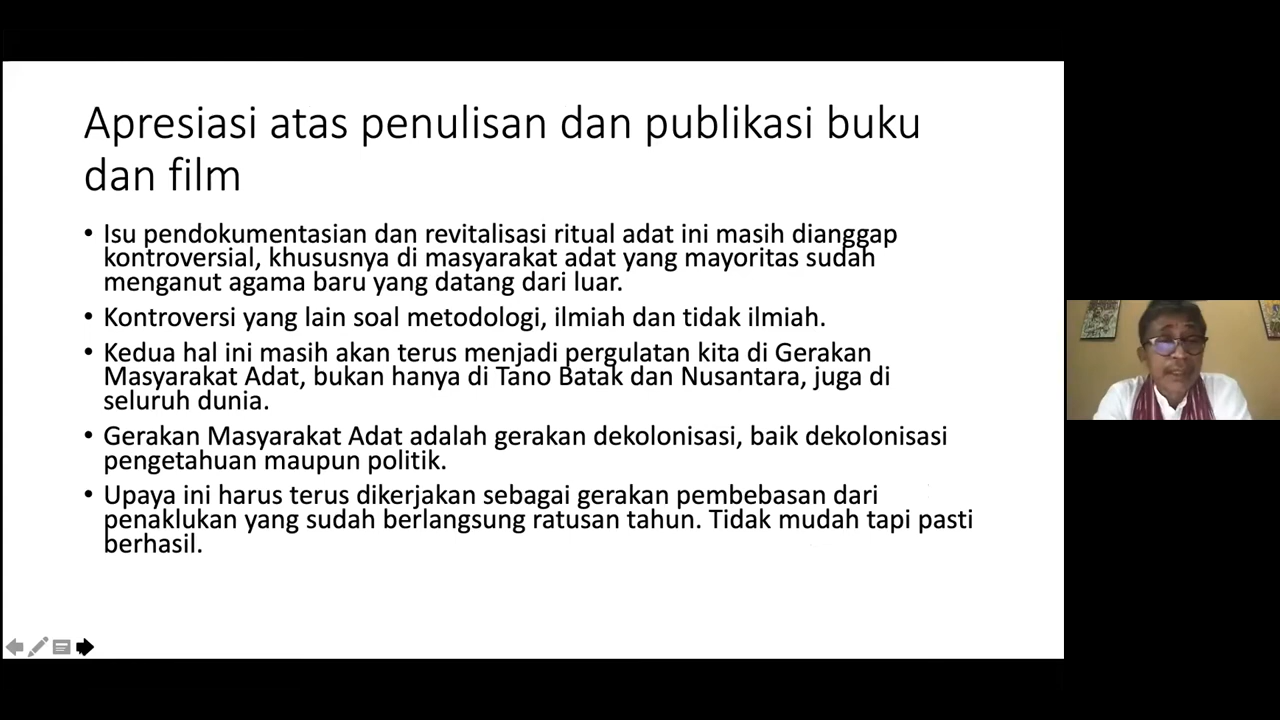 Apresiasi atas penulisan dan publikasi buku
dan film
• Isu pendokumentasian dan revitalisasi ritual adat ini masih dianggap
kontroversial, khususnya di masyarakat adat yang mayoritas sudah
menganut agama baru yang datang dari luar.
• Kontroversi yang lain soal metodologi, ilmiah dan tidak ilmiah.
• Kedua hal ini masih akan terus menjadi pergulatan kita di Gerakan
Masyarakat Adat, bukan hanya di Tano Batak dan Nusantara, juga di
seluruh dunia.
• Gerakan Masyarakat Adat adalah gerakan dekolonisasi, baik dekolonisasi
pengetahuan maupun politik.
• Upaya ini harus terus dikerjakan sebagai gerakan pembebasan dari
penaklukan yang sudah berlangsung ratusan tahun. Tidak mudah tapi pasti
berhasil.